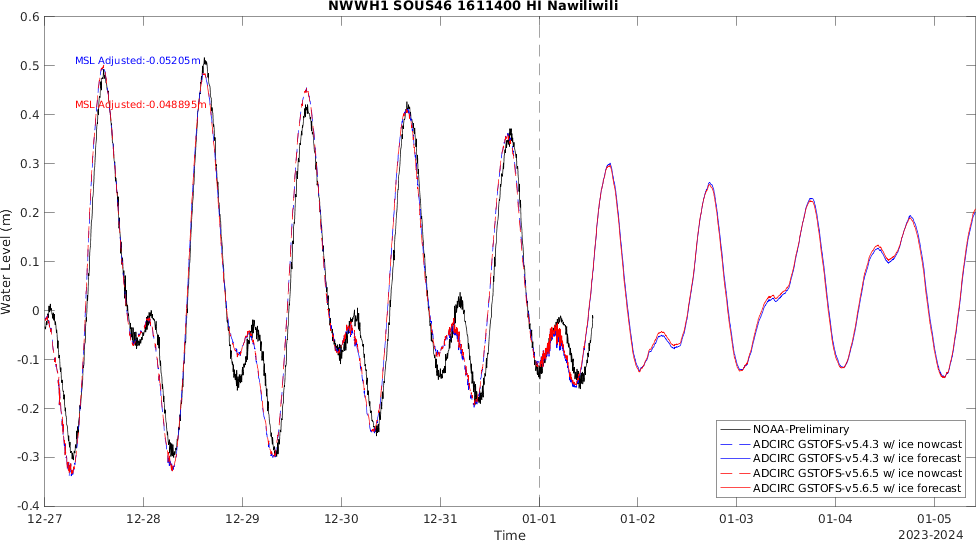 NWWH1 SOUS46 1611400 HI Nawiliwili
0.6
0.5
0.4
0.3
0.2
0.1
0
-0.1
-0.2
-0.3
-0.4
Water Level (m)
MSL Adjusted:-0.05205m
MSL Adjusted:-0.048895m
NOAA-Preliminary
ADCIRC GSTOFS-v5.4.3 w/ ice nowcast
ADCIRC GSTOFS-v5.4.3 w/ ice forecast
ADCIRC GSTOFS-v5.6.5 w/ ice nowcast
ADCIRC GSTOFS-v5.6.5 w/ ice forecast
12-27 12-28 12-29 12-30 12-31 01-01 01-02 01-03 01-04 01-05
Time
2023-2024